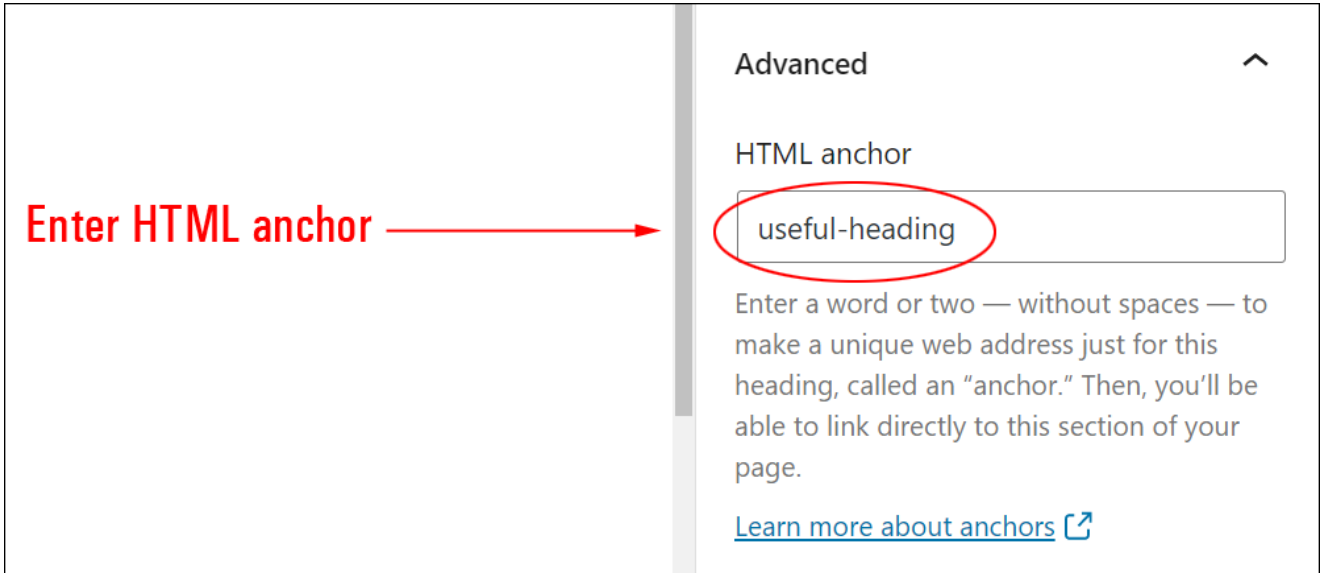 Advanced
HTML anchor
Enter HTML anchor
useful-heading
Enter a word or two — without spaces — to
make a unique web address just for this
heading, called an “anchor.” Then, you’ll be
able to link directly to this section of your
page.
Learn more about anchors